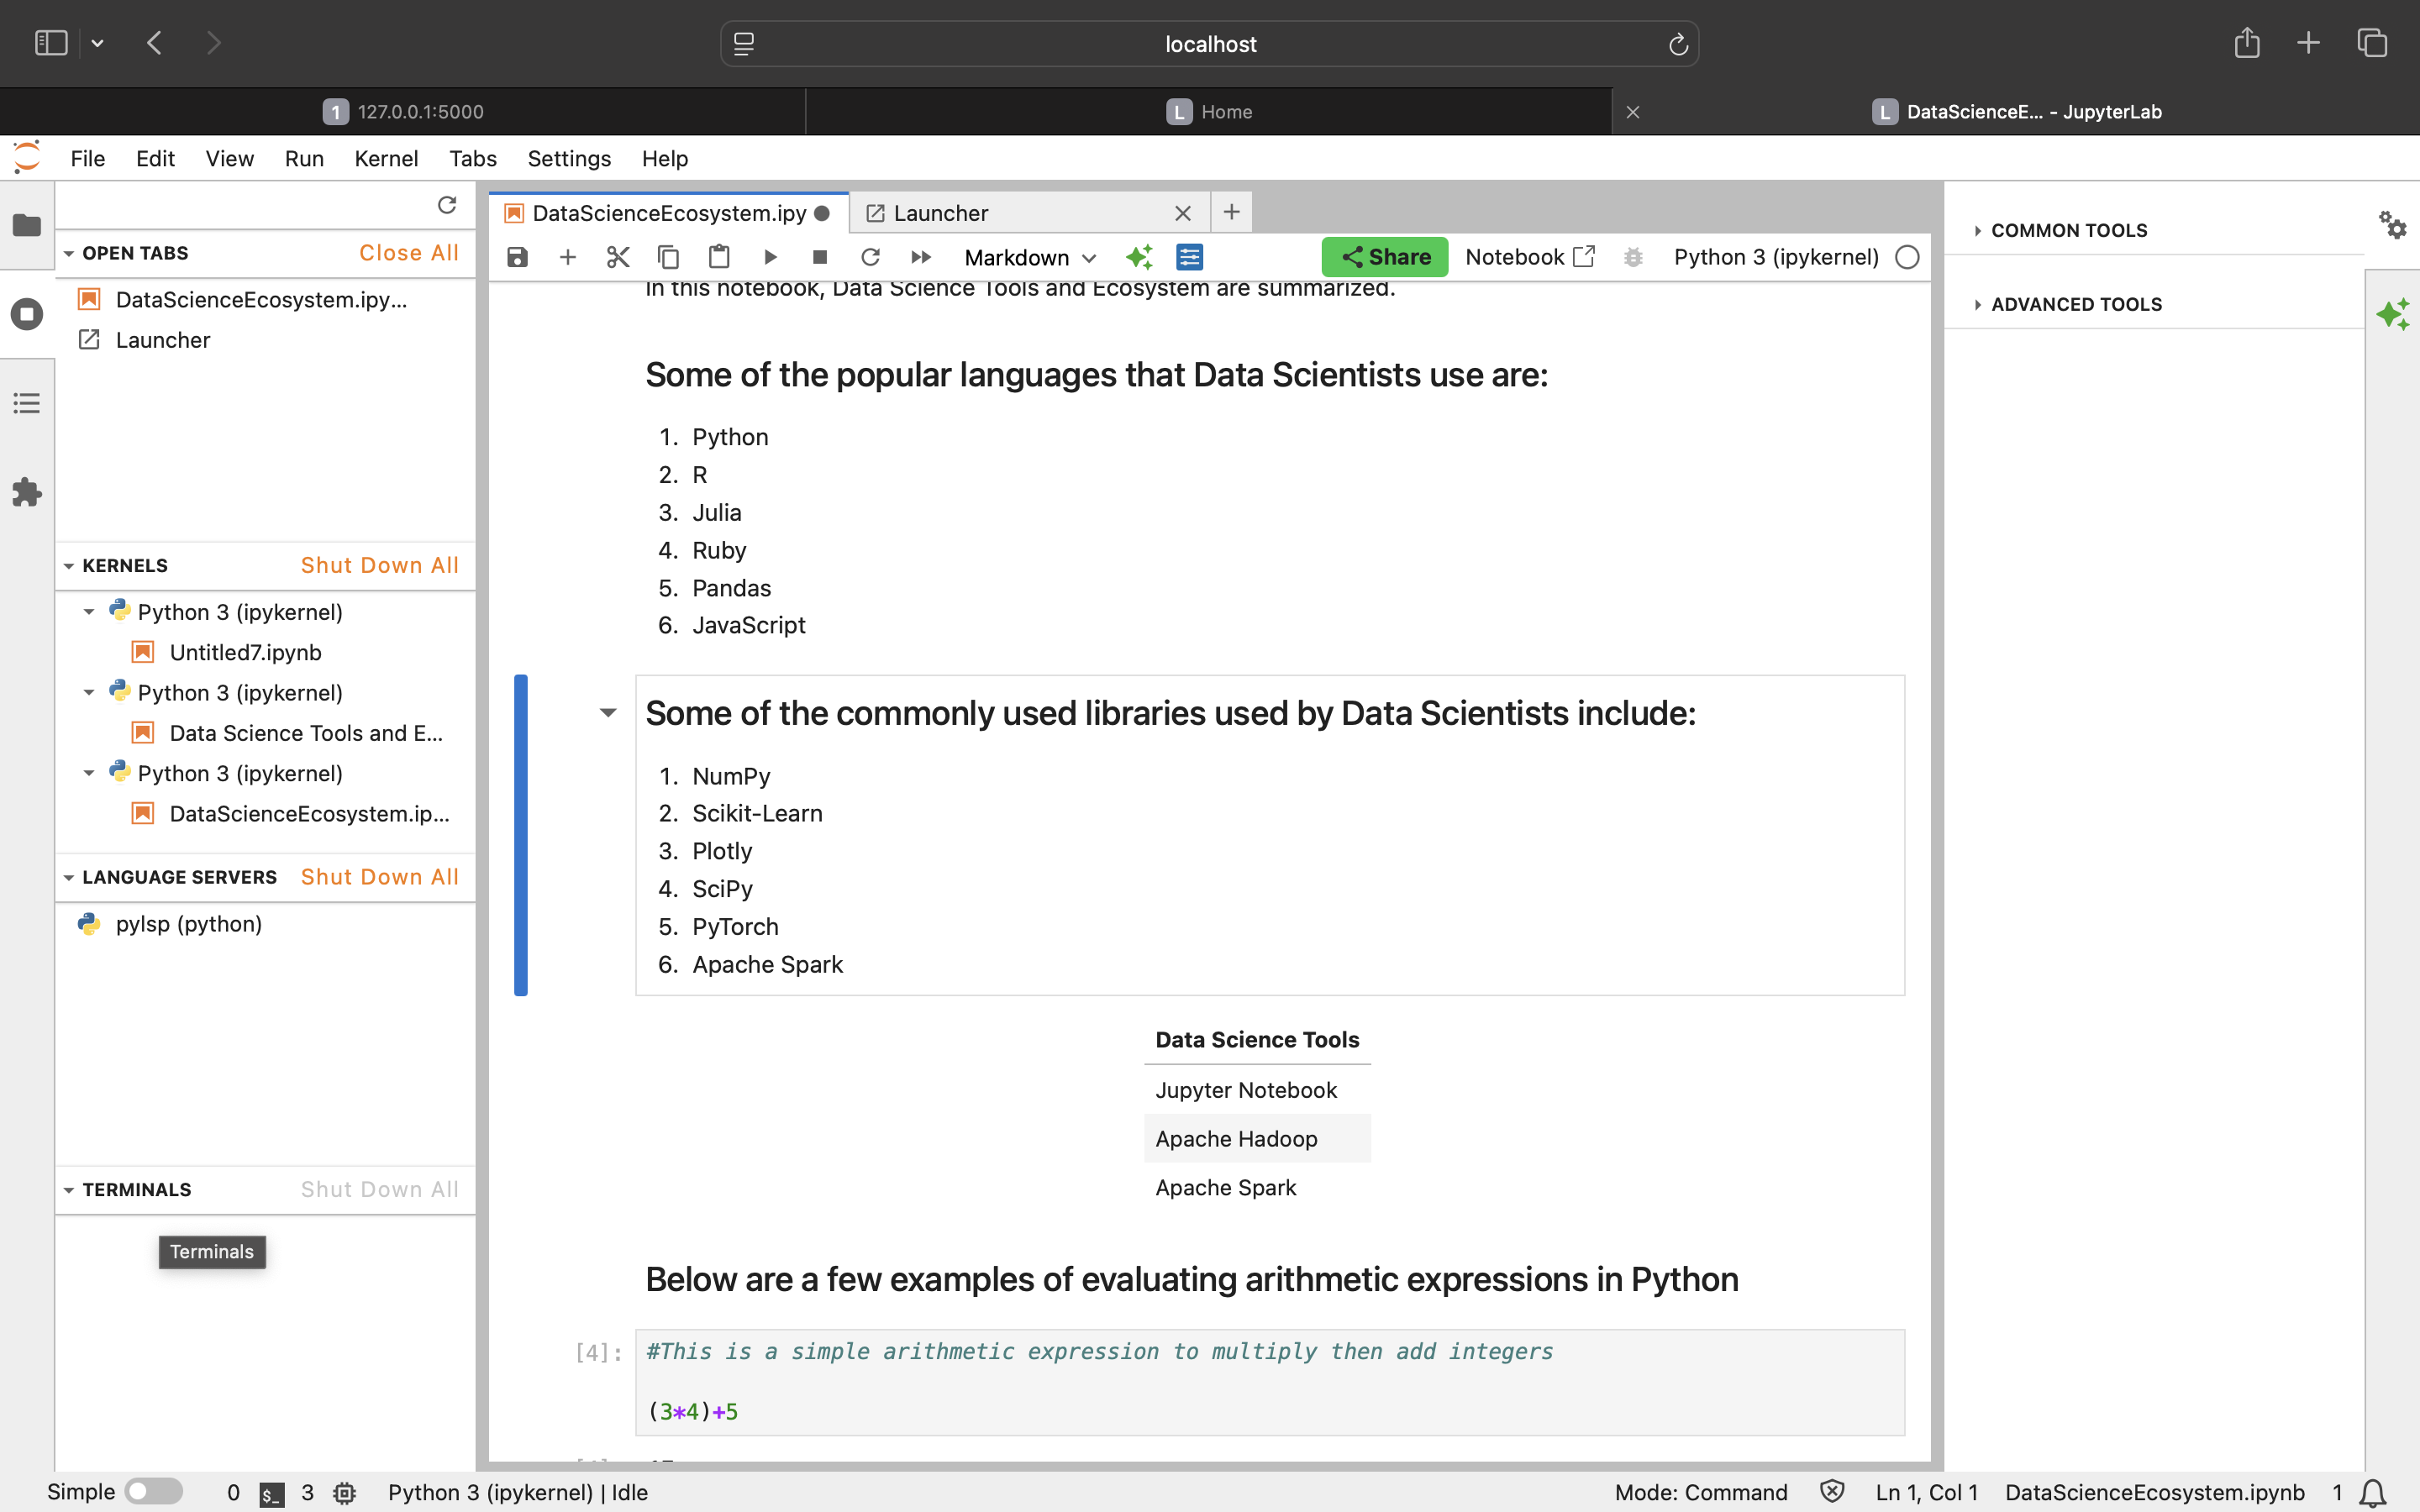 localhost
1 127.0.0.1:5000
L Home
L DataScienceE... - JupyterLab
File Edit View Run Kernel Tabs Settings Help
OPEN TABS Close All
DataScienceEcosystem.ipy...
Launcher
KERNELS Shut Down All
Python 3 (ipykernel)
Untitled7.ipynb
Python 3 (ipykernel)
Data Science Tools and E...
Python 3 (ipykernel)
DataScienceEcosystem.ip...
LANGUAGE SERVERS Shut Down All
pylsp (python)
TERMINALS Shut Down All
Terminals
DataScienceEcosystem.ipy
Launcher
Markdown
Share
Notebook
Python 3 (ipykernel)
In this notebook, Data Science Tools and Ecosystem are summarized.
Some of the popular languages that Data Scientists use are:
1. Python
2. R
3. Julia
4. Ruby
5. Pandas
6. JavaScript
Some of the commonly used libraries used by Data Scientists include:
1. NumPy
2. Scikit-Learn
3. Plotly
4. SciPy
5. PyTorch
6. Apache Spark
Data Science Tools
Jupyter Notebook
Apache Hadoop
Apache Spark
Below are a few examples of evaluating arithmetic expressions in Python
[4]: #This is a simple arithmetic expression to multiply then add integers
(3*4)+5
COMMON TOOLS
ADVANCED TOOLS
Simple 0 $_ 3 Python 3 (ipykernel) | Idle
Mode: Command Ln 1, Col 1 DataScienceEcosystem.ipynb 1